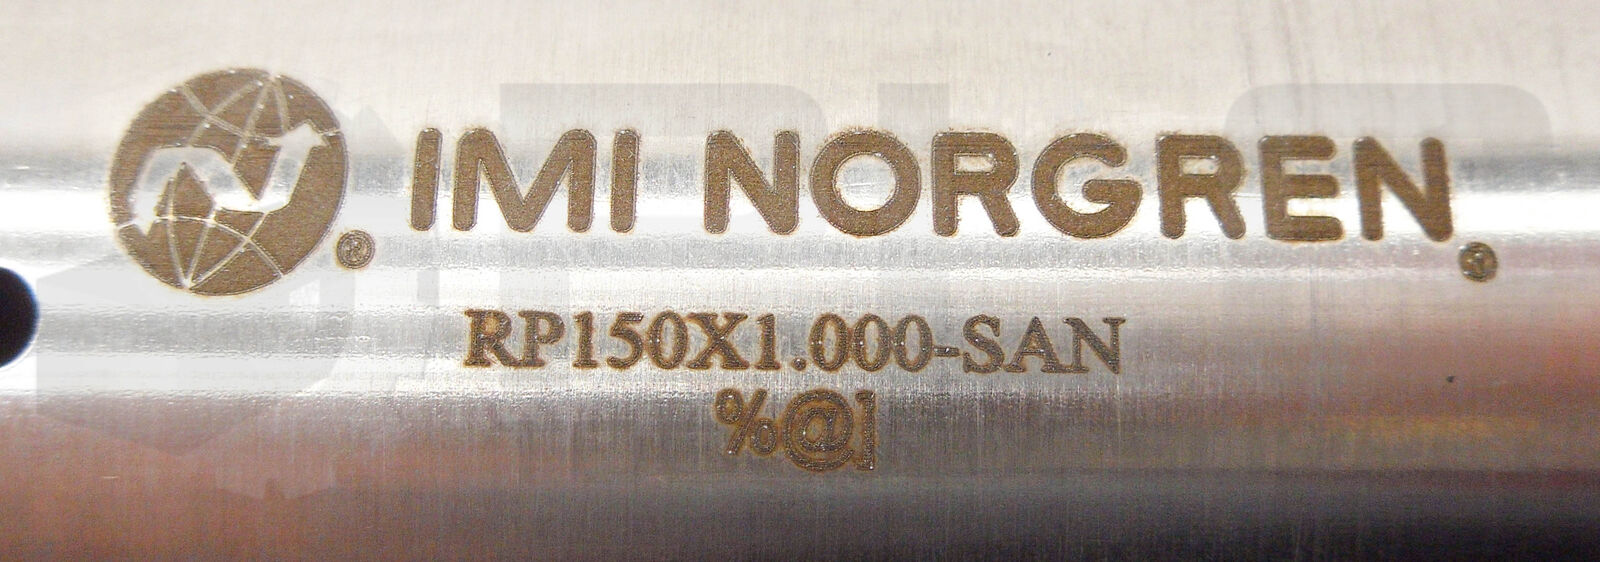 IMI NORGREN®
RP150X1.000-SAN
%@]